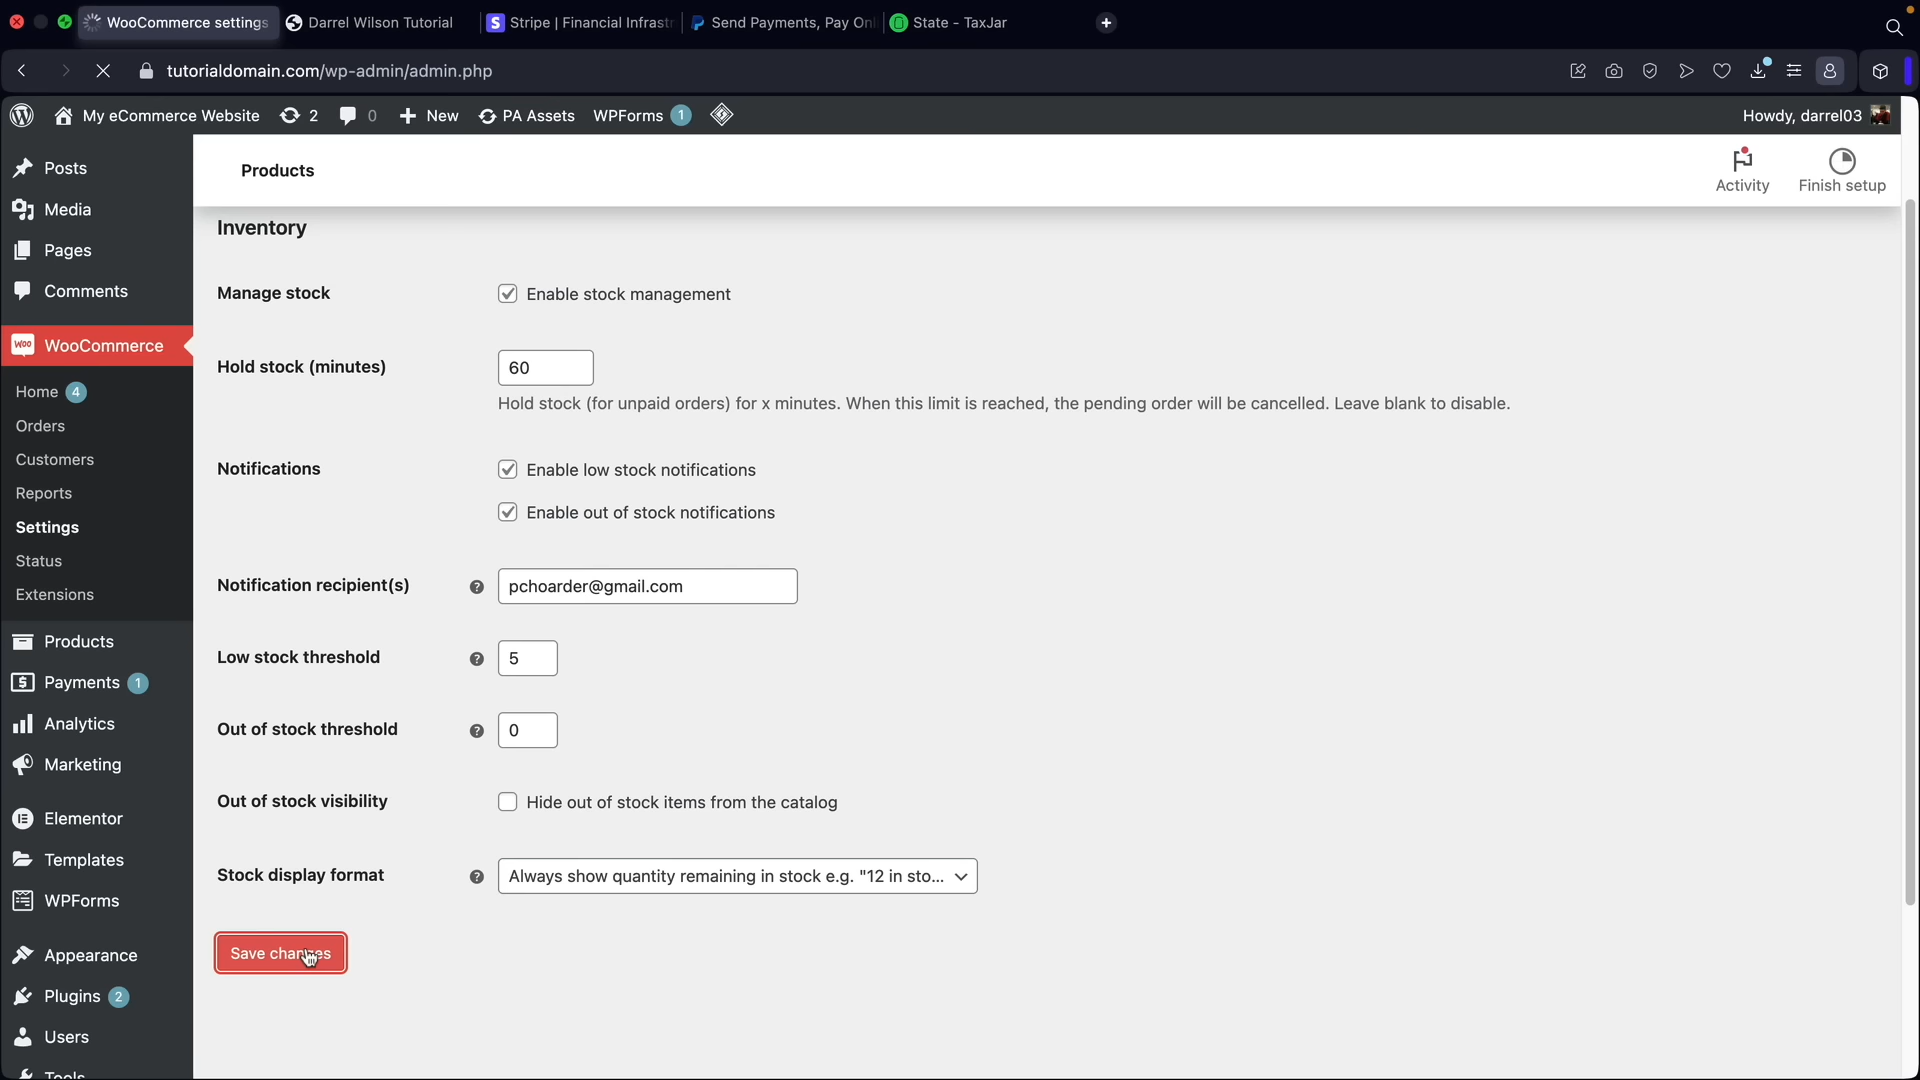 WooCommerce settings
Darrel Wilson Tutorial
Stripe | Financial Infrast
Send Payments, Pay Onl
State - TaxJar
tutorialdomain.com/wp-admin/admin.php
My eCommerce Website
2
0
New
PA Assets
WPForms 1
Howdy, darrel03
Posts
Media
Pages
Comments
WooCommerce
Home 4
Orders
Customers
Reports
Settings
Status
Extensions
Products
Payments 1
Analytics
Marketing
Elementor
Templates
WPForms
Appearance
Plugins 2
Users
Tools
Products
Activity
Finish setup
Inventory
Manage stock
Enable stock management
Hold stock (minutes)
60
Hold stock (for unpaid orders) for x minutes. When this limit is reached, the pending order will be cancelled. Leave blank to disable.
Notifications
Enable low stock notifications
Enable out of stock notifications
Notification recipient(s)
pchoarder@gmail.com
Low stock threshold
5
Out of stock threshold
0
Out of stock visibility
Hide out of stock items from the catalog
Stock display format
Always show quantity remaining in stock e.g. "12 in sto...
Save changes